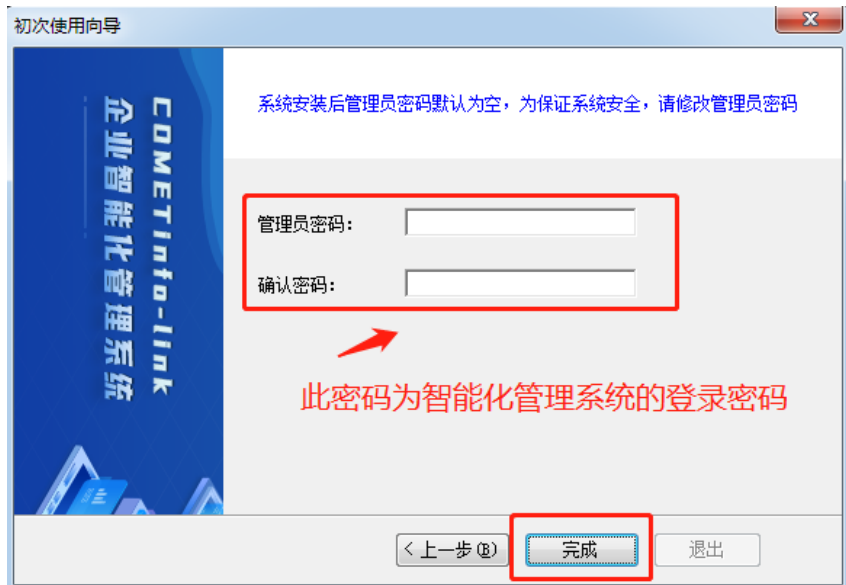 初次使用向导
COMETinfo-link
企业智能化管理系统
系统安装后管理员密码默认为空，为保证系统安全，请修改管理员密码
管理员密码：
确认密码：
此密码为智能化管理系统的登录密码
<上一步(B)
完成
退出